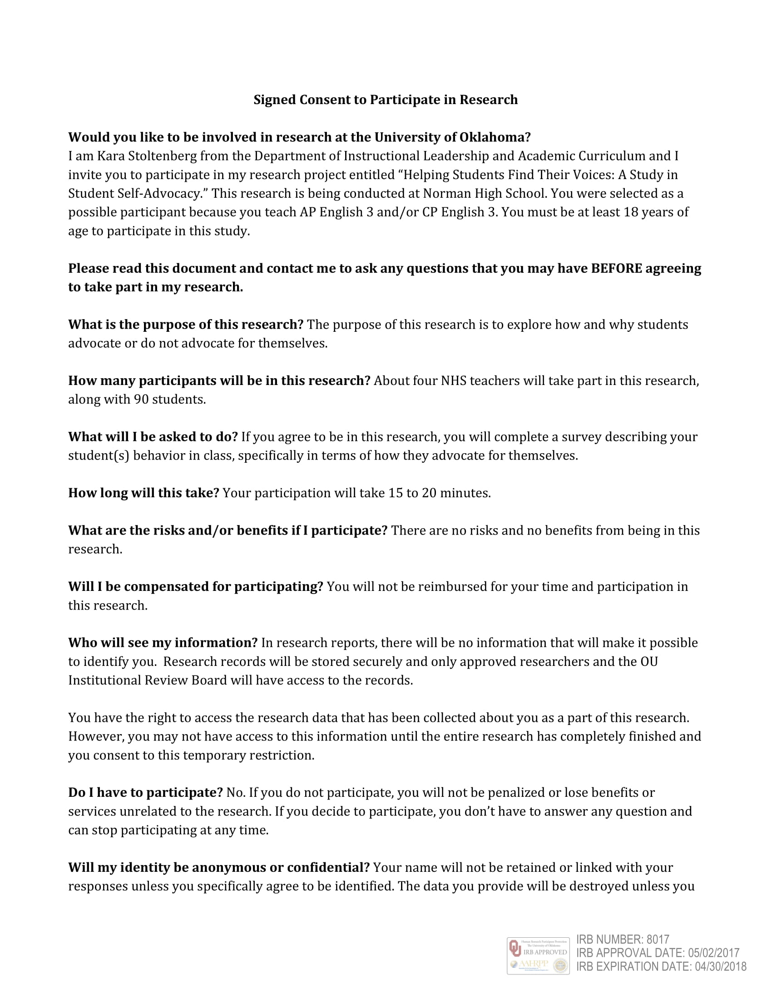 Signed Consent to Participate in Research
Would you like to be involved in research at the University of Oklahoma?
I am Kara Stoltenberg from the Department of Instructional Leadership and Academic Curriculum and I
invite you to participate in my research project entitled “Helping Students Find Their Voices: A Study in
Student Self-Advocacy.” This research is being conducted at Norman High School. You were selected as a
possible participant because you teach AP English 3 and/or CP English 3. You must be at least 18 years of
age to participate in this study.
Please read this document and contact me to ask any questions that you may have BEFORE agreeing
to take part in my research.
What is the purpose of this research? The purpose of this research is to explore how and why students
advocate or do not advocate for themselves.
How many participants will be in this research? About four NHS teachers will take part in this research,
along with 90 students.
What will I be asked to do? If you agree to be in this research, you will complete a survey describing your
student(s) behavior in class, specifically in terms of how they advocate for themselves.
How long will this take? Your participation will take 15 to 20 minutes.
What are the risks and/or benefits if I participate? There are no risks and no benefits from being in this
research.
Will I be compensated for participating? You will not be reimbursed for your time and participation in
this research.
Who will see my information? In research reports, there will be no information that will make it possible
to identify you.  Research records will be stored securely and only approved researchers and the OU
Institutional Review Board will have access to the records.
You have the right to access the research data that has been collected about you as a part of this research.
However, you may not have access to this information until the entire research has completely finished and
you consent to this temporary restriction.
Do I have to participate? No. If you do not participate, you will not be penalized or lose benefits or
services unrelated to the research. If you decide to participate, you don’t have to answer any question and
can stop participating at any time.
Will my identity be anonymous or confidential? Your name will not be retained or linked with your
responses unless you specifically agree to be identified. The data you provide will be destroyed unless you
Human Research Participant Protection
The University of Oklahoma
IRB APPROVED
AAHRPP
IRB NUMBER: 8017
IRB APPROVAL DATE: 05/02/2017
IRB EXPIRATION DATE: 04/30/2018